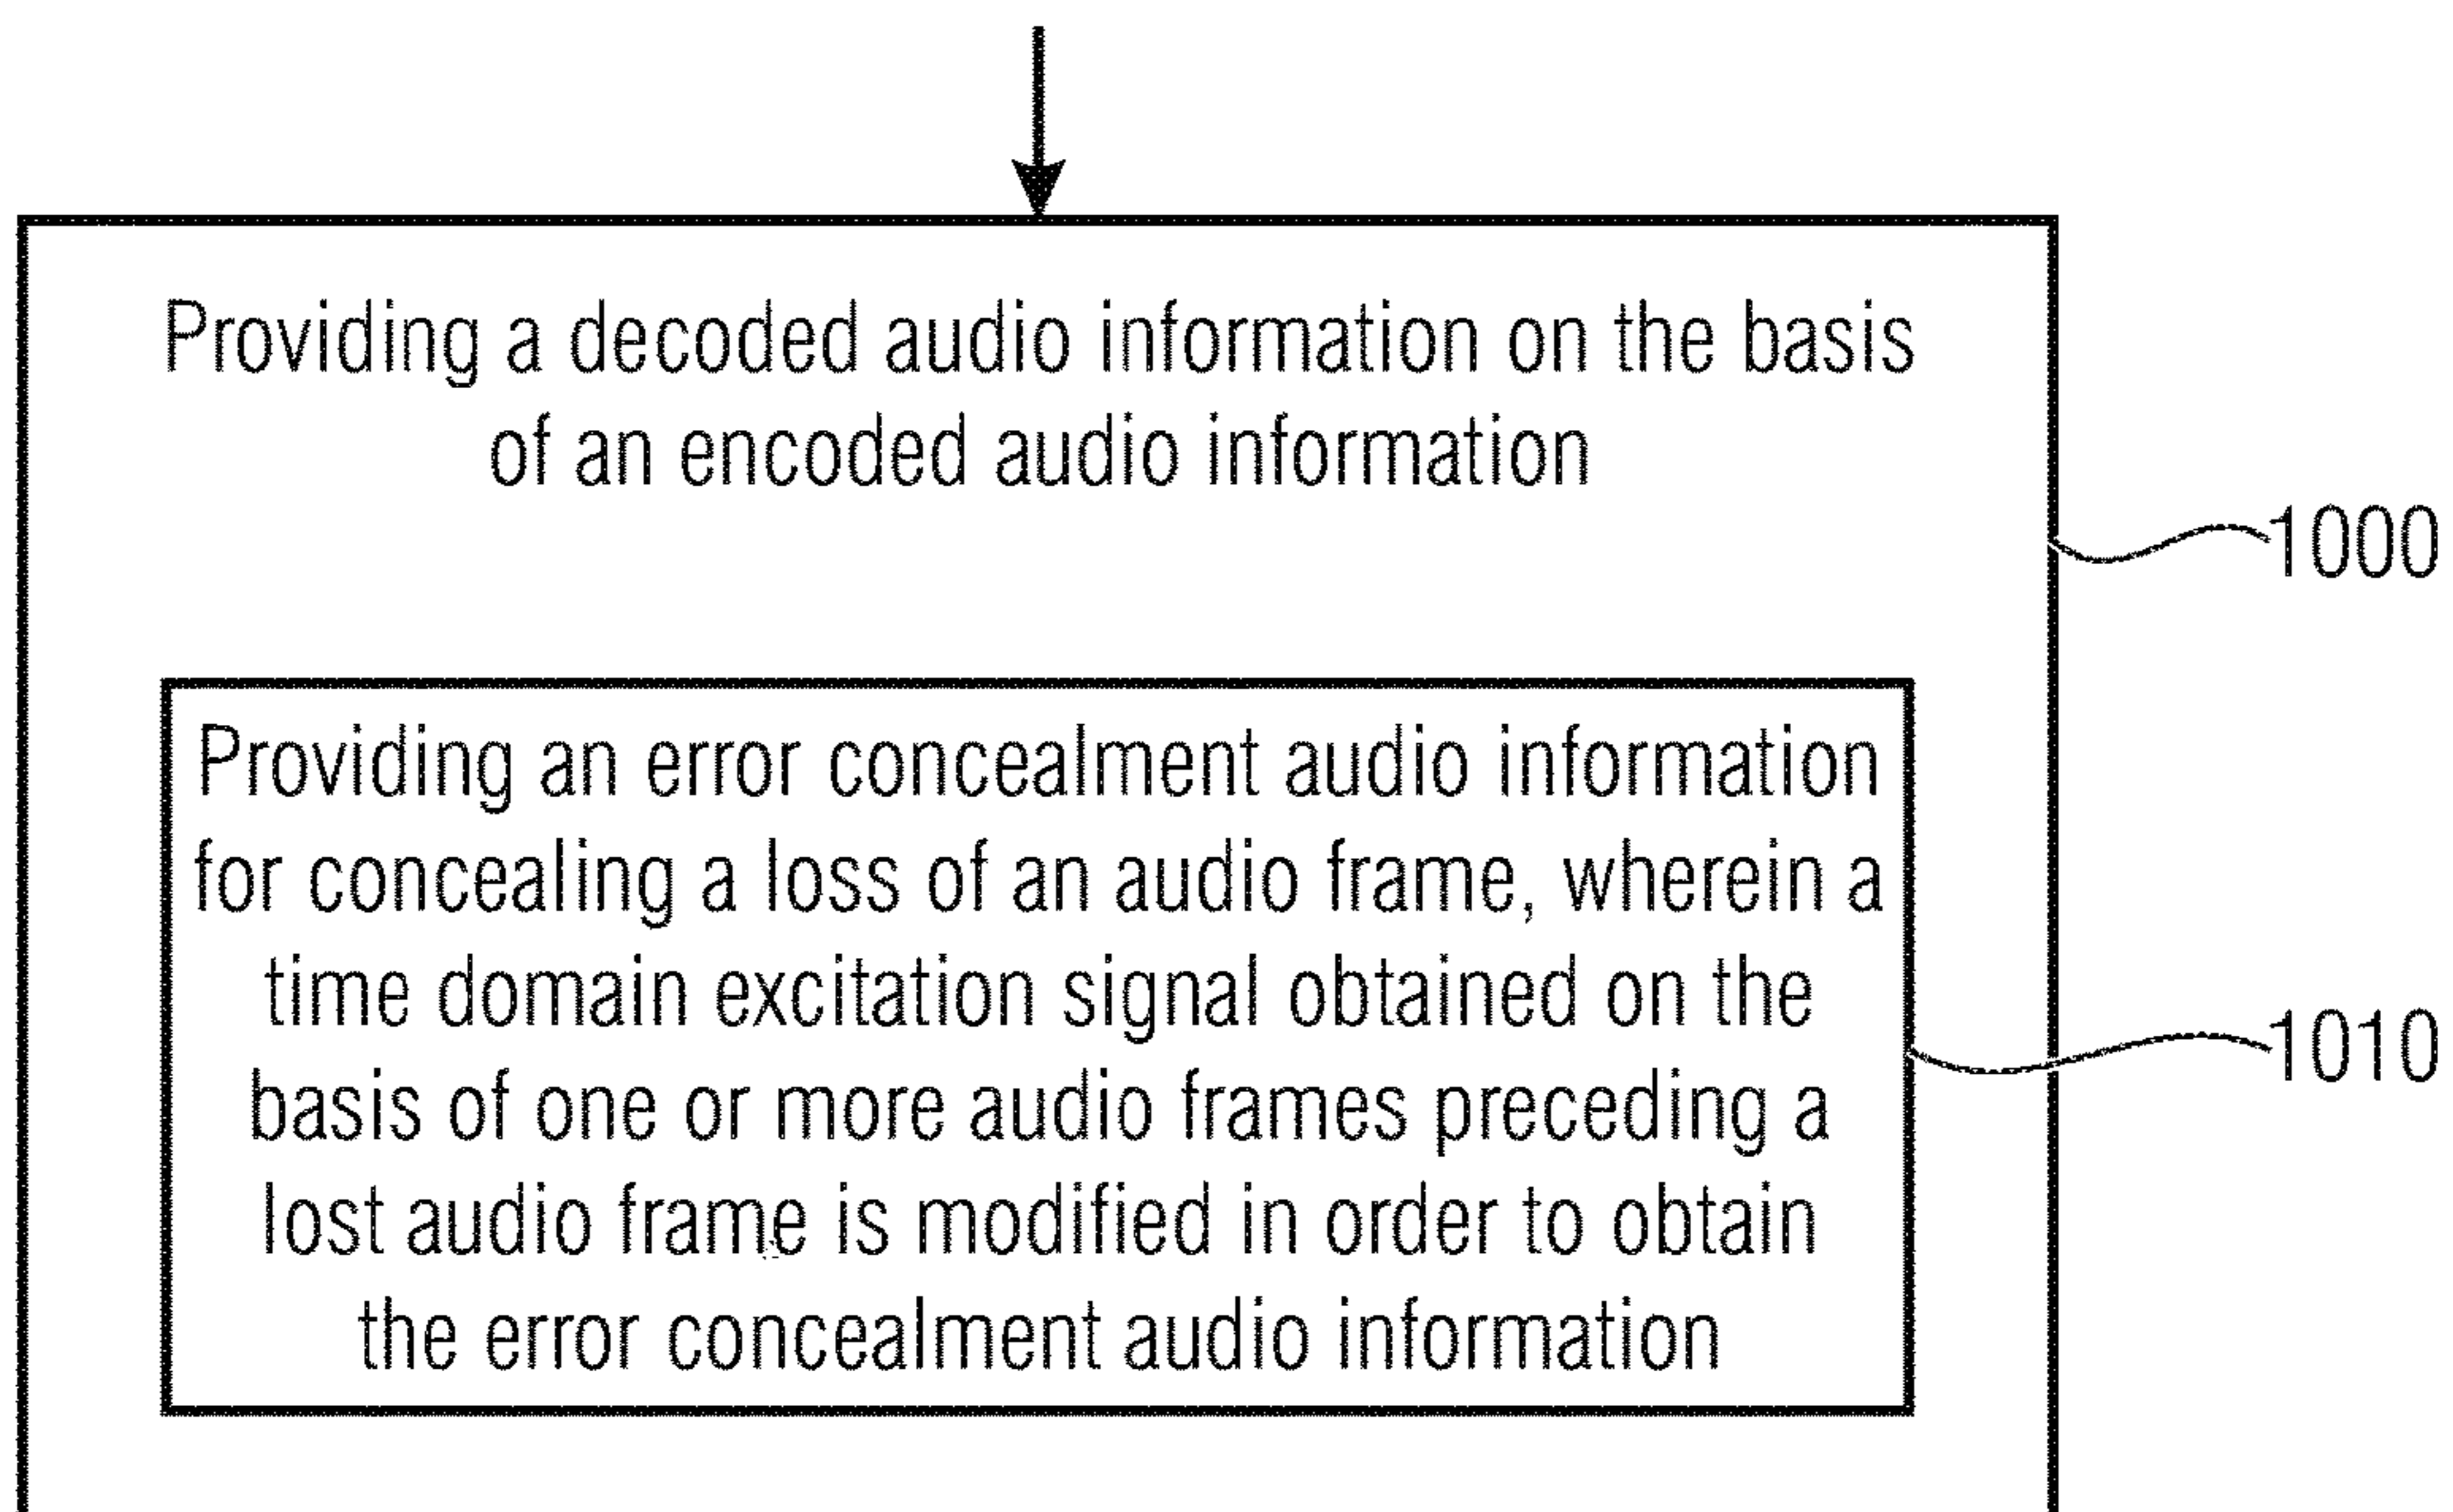 Providing a decoded audio information on the basis
of an encoded audio information
1000
Providing an error concealment audio information
for concealing a loss of an audio frame, wherein a
time domain excitation signal obtained on the
basis of one or more audio frames preceding a
lost audio frame is modified in order to obtain
the error concealment audio information
1010